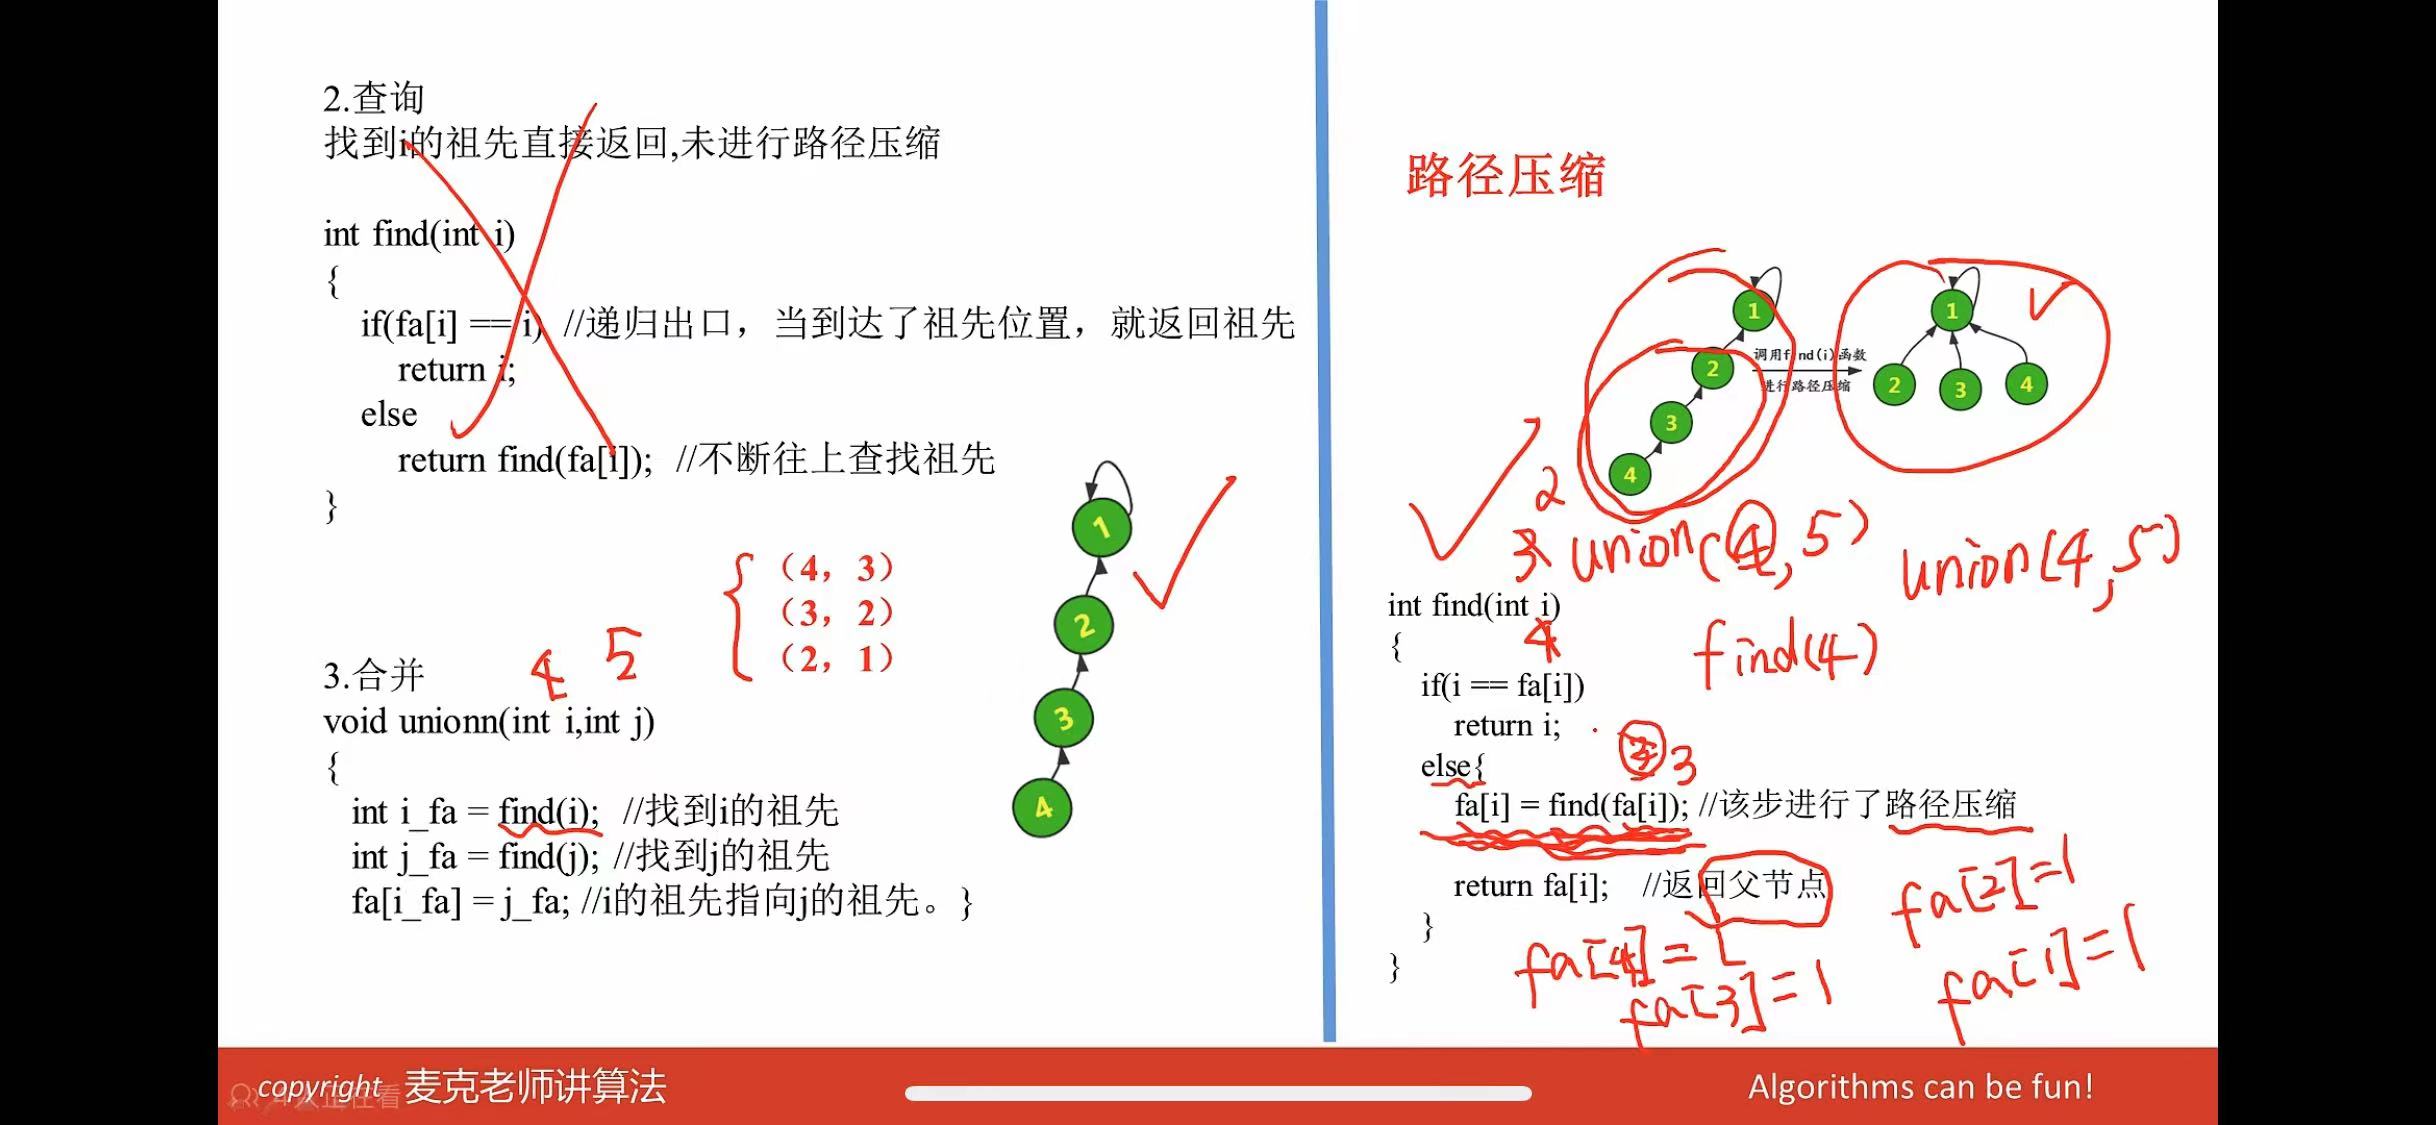 2.查询
找到i的祖先直接返回,未进行路径压缩
int find(int i)
{
if(fa[i] == i) //递归出口，当到达了祖先位置，就返回祖先
return i;
else
return find(fa[i]); //不断往上查找祖先
}
(4, 3)
(3, 2)
(2, 1)
1
2
3
4
4 5
3.合并
void unionn(int i,int j)
{
int i_fa = find(i); //找到i的祖先
int j_fa = find(j); //找到j的祖先
fa[i_fa] = j_fa; //i的祖先指向j的祖先。}
路径压缩
1
2
3
4
调用find(i)函数
进行路径压缩
1
2 3 4
2
3 union(4,5) union(4,5)
int find(int i)
{
4
find(4)
if(i == fa[i])
return i;
3
else{
fa[i] = find(fa[i]); //该步进行了路径压缩
return fa[i]; //返回父节点
}
}
fa[2]=1
fa[4]=1
fa[3]=1
fa[1]=1
copyright 麦克老师讲算法
Algorithms can be fun!